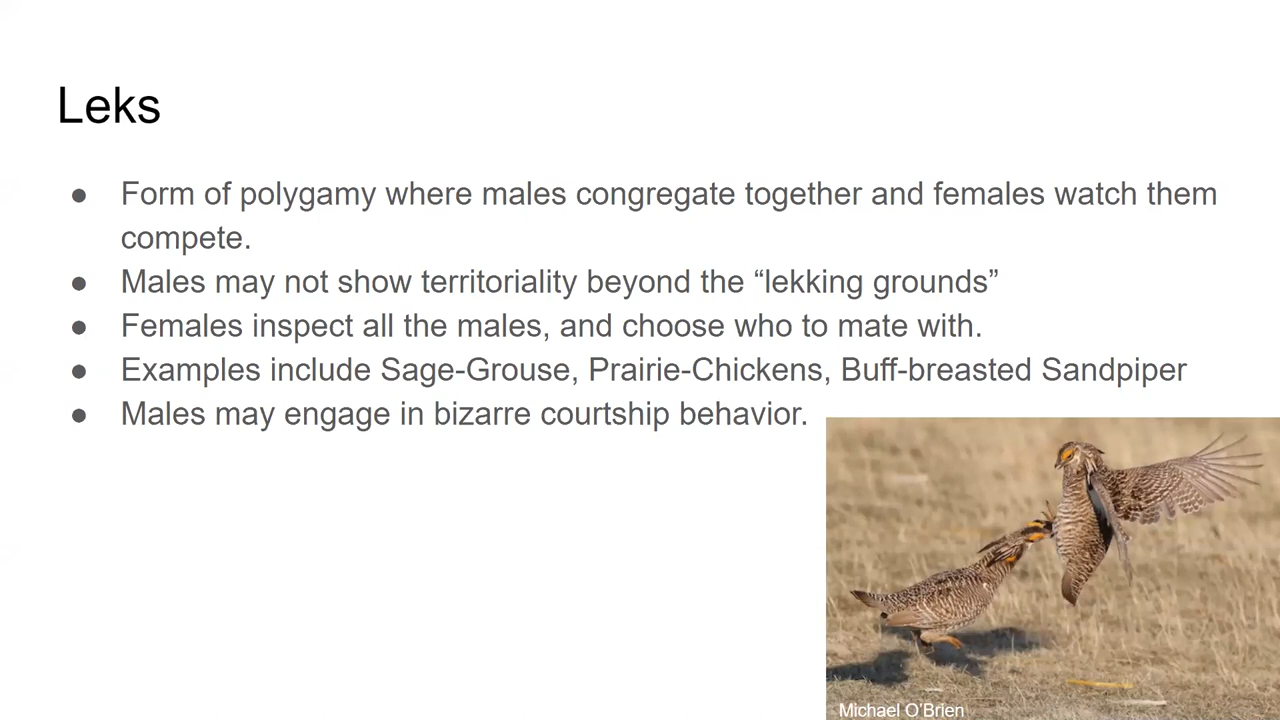 Leks
● Form of polygamy where males congregate together and females watch them
compete.
● Males may not show territoriality beyond the “lekking grounds”
● Females inspect all the males, and choose who to mate with.
● Examples include Sage-Grouse, Prairie-Chickens, Buff-breasted Sandpiper
● Males may engage in bizarre courtship behavior.
Michael O’Brien